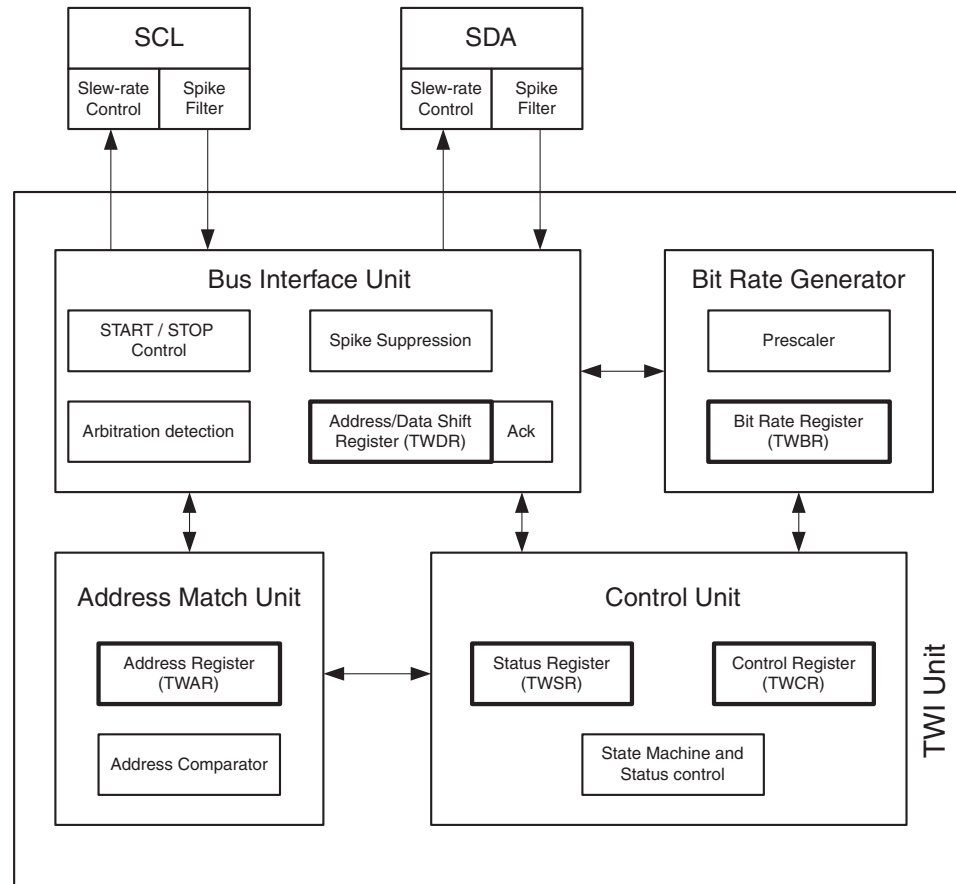 SCL
Slew-rate
Control
Spike
Filter
SDA
Slew-rate
Control
Spike
Filter
Bus Interface Unit
START / STOP
Control
Spike Suppression
Arbitration detection
Address/Data Shift
Register (TWDR)
Ack
Bit Rate Generator
Prescaler
Bit Rate Register
(TWBR)
Address Match Unit
Address Register
(TWAR)
Address Comparator
Control Unit
Status Register
(TWSR)
Control Register
(TWCR)
State Machine and
Status control
TWI Unit